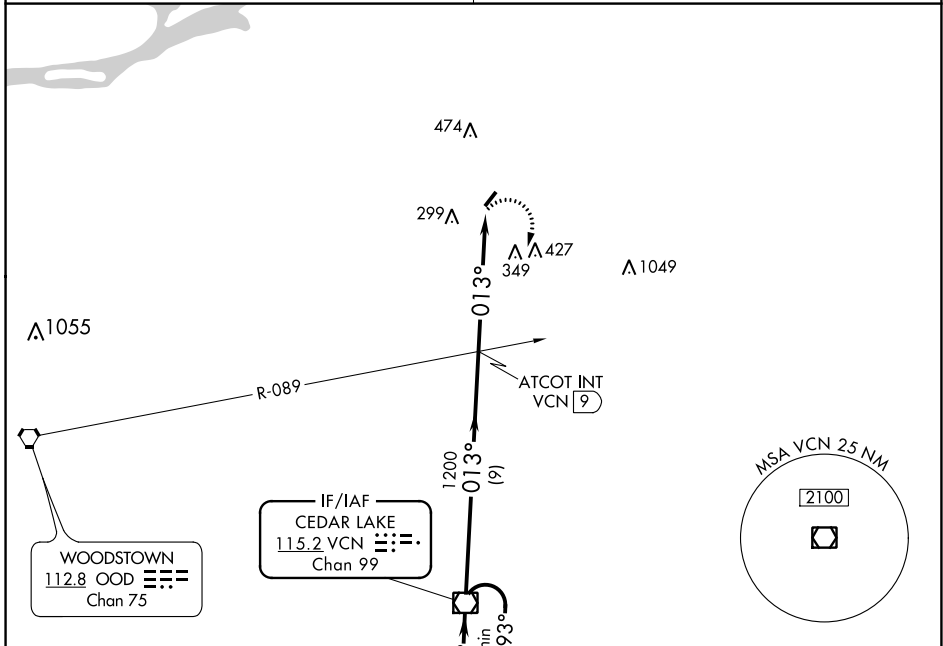 474
299
349
427
1049
013°
1055
R-089
ATCOT INT
VCN 9
1200
013°
(9)
MSA VCN 25 NM
2100
IF/IAF
CEDAR LAKE
115.2 VCN
Chan 99
WOODSTOWN
112.8 OOD
Chan 75